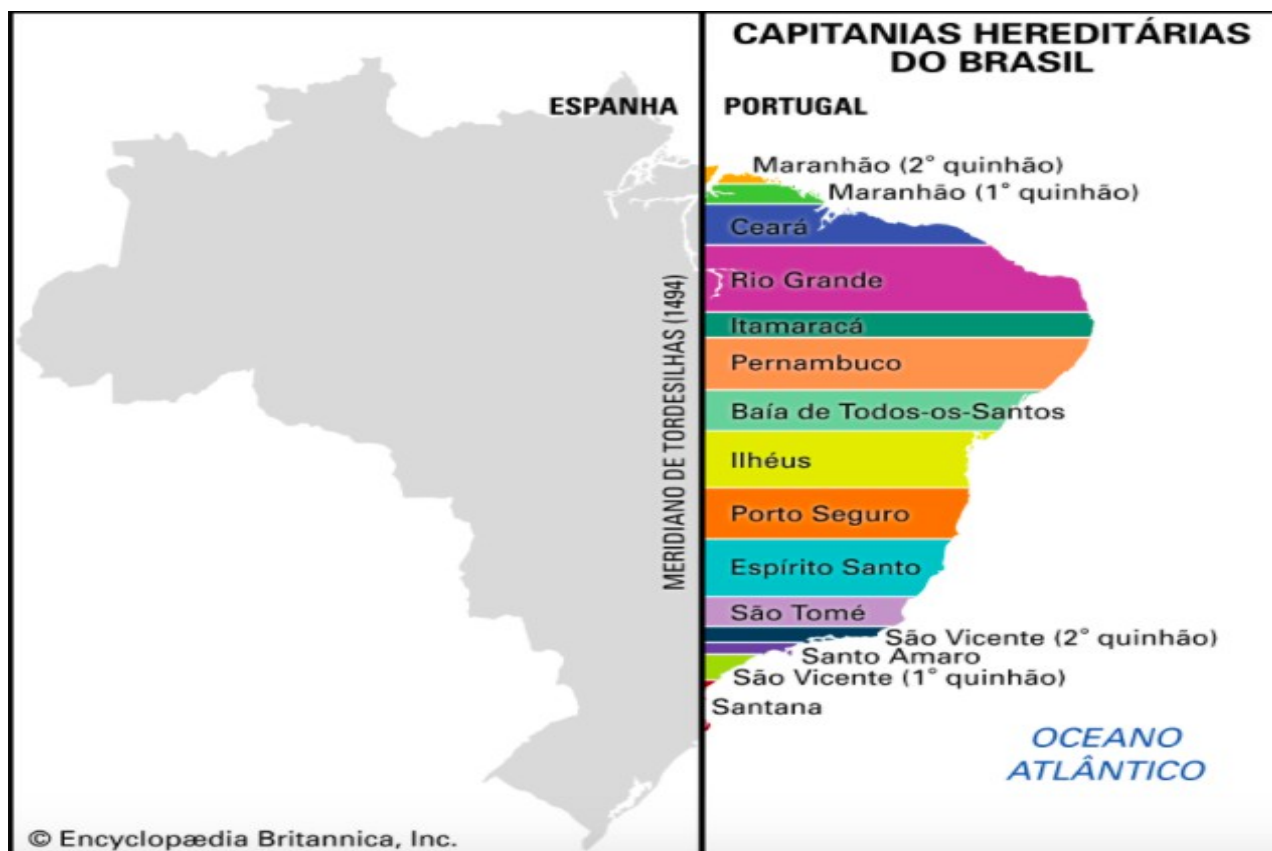 CAPITANIAS HEREDITÁRIAS
DO BRASIL
ESPANHA
PORTUGAL
MERIDIANO DE TORDESILHAS (1494)
Maranhão (2° quinhão)
Maranhão (1° quinhão)
Ceará
Rio Grande
Itamaracá
Pernambuco
Baía de Todos-os-Santos
Ilhéus
Porto Seguro
Espírito Santo
São Tomé
São Vicente (2° quinhão)
Santo Amaro
São Vicente (1° quinhão)
Santana
OCEANO
ATLÂNTICO
© Encyclopædia Britannica, Inc.